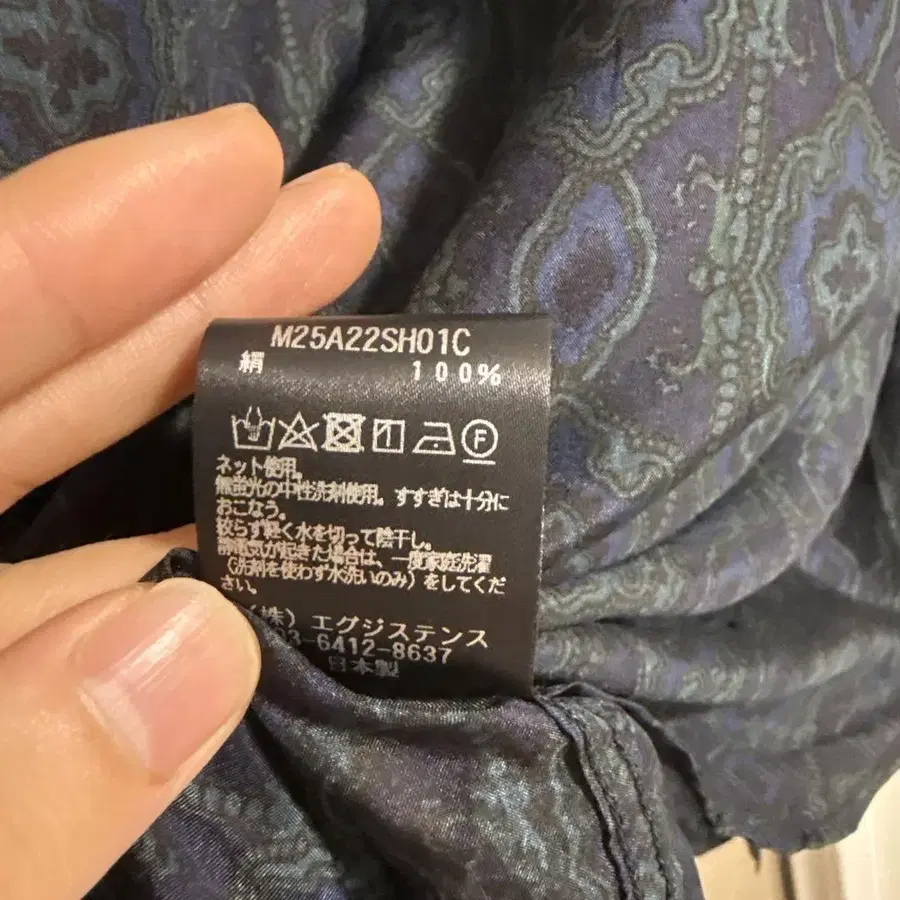 M25A22SH01C
絹 100%
F
ネット使用。
無蛍光の中性洗剤使用。すすぎは十分に
おこなう。
絞らず軽く水を切って陰干し。
静電気が起きた場合は、一度家庭洗濯
(洗剤を使わず水洗いのみ)をしてくだ
さい。
(株) エグジステンス
03-6412-8637
日本製